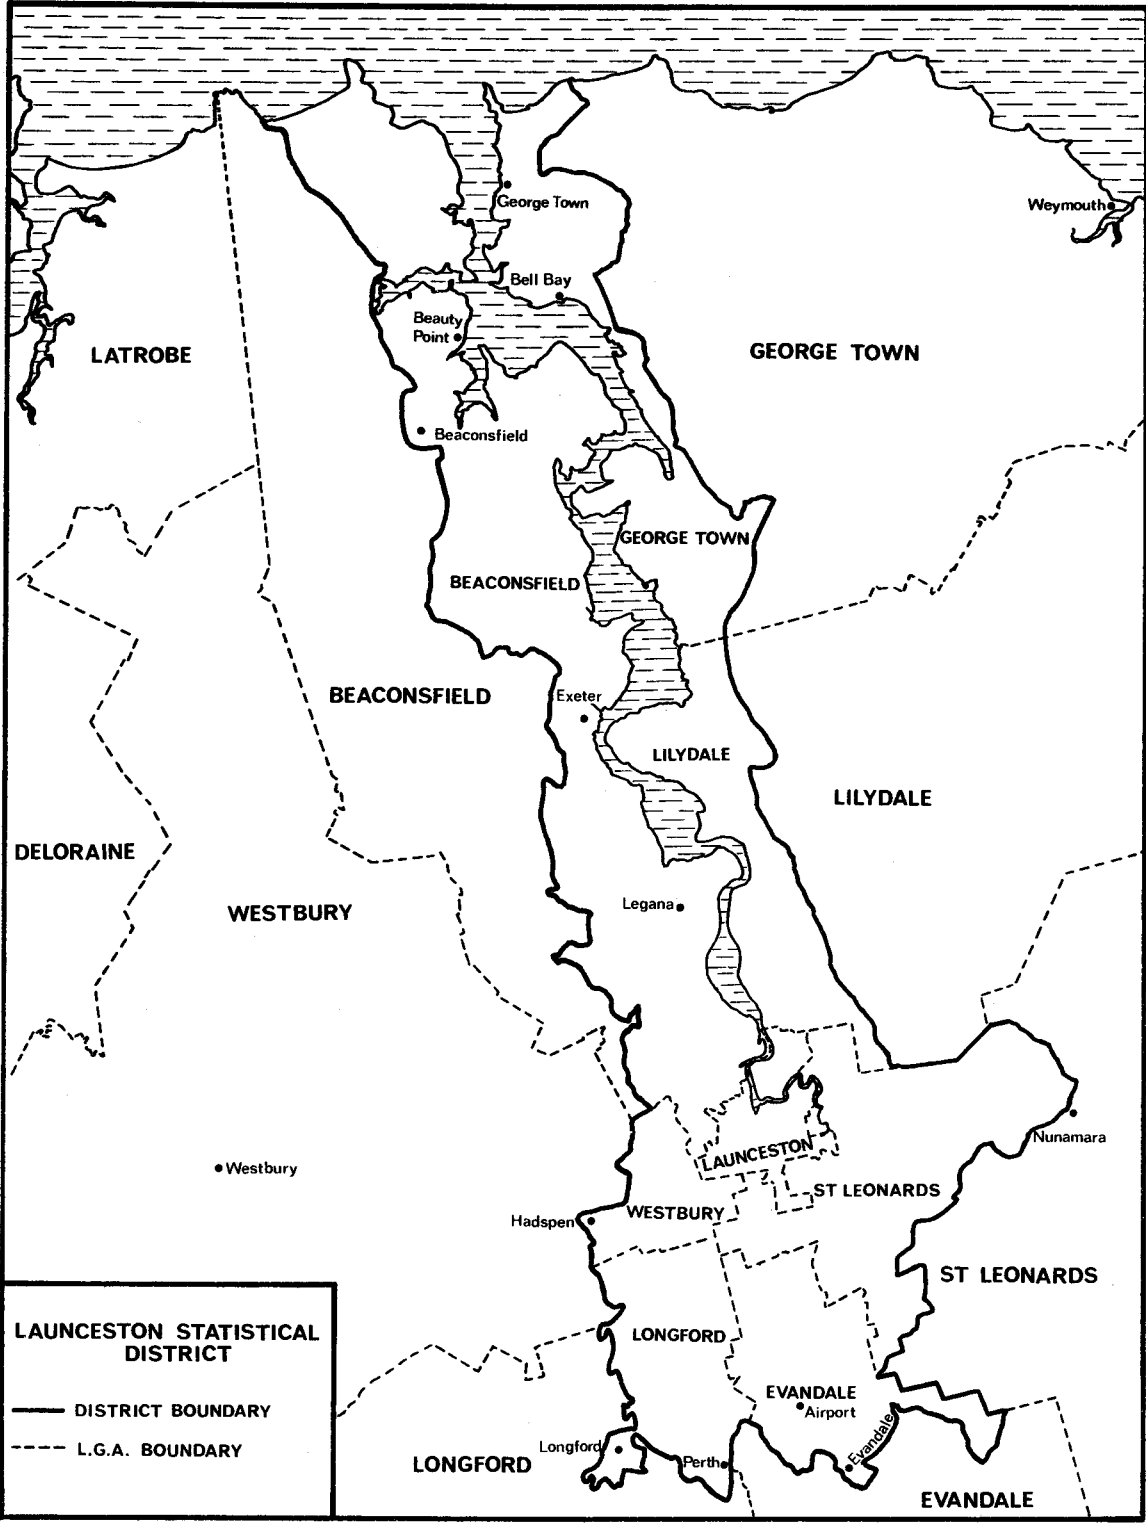 George Town
Weymouth
Bell Bay
Beauty
Point
LATROBE
GEORGE TOWN
Beaconsfield
GEORGE TOWN
BEACONSFIELD
BEACONSFIELD
Exeter
LILYDALE
LILYDALE
DELORAINE
Legana
WESTBURY
Nunamara
LAUNCESTON
Westbury
ST LEONARDS
WESTBURY
Hadspen
ST LEONARDS
LAUNCESTON STATISTICAL
DISTRICT
LONGFORD
EVANDALE
Airport
DISTRICT BOUNDARY
L.G.A. BOUNDARY
Longford
Evandale
LONGFORD
Perth
EVANDALE